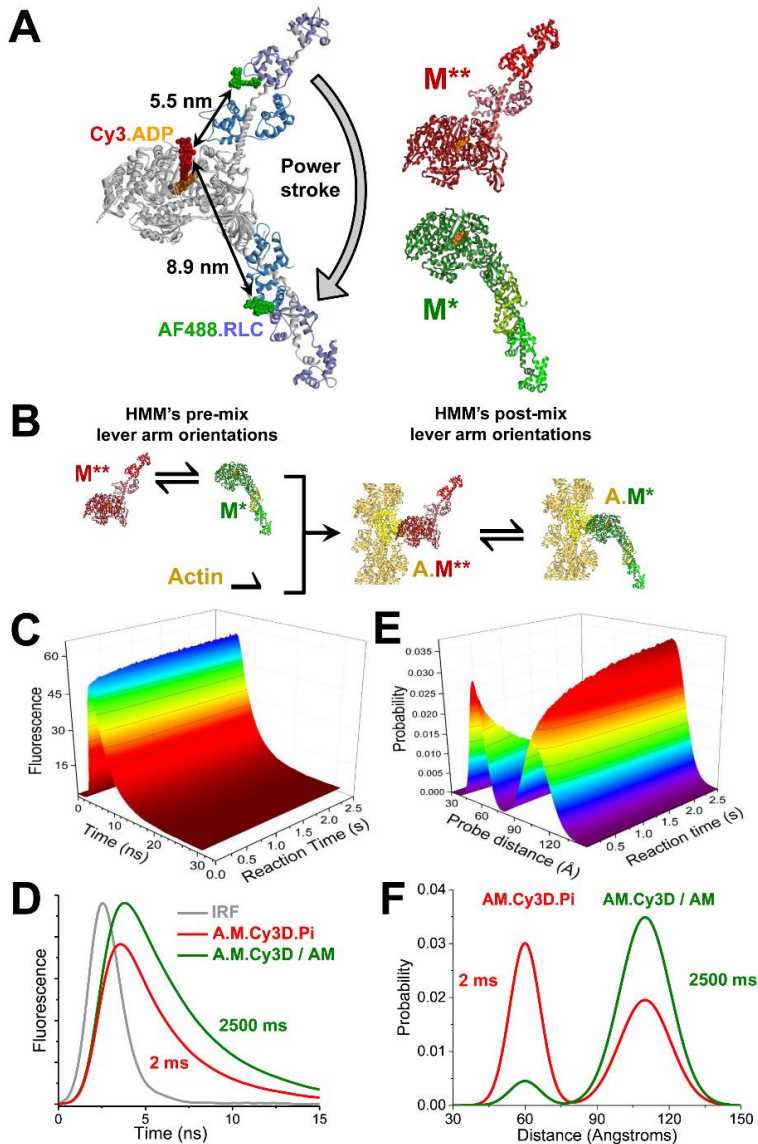 A
5.5 nm
Cy3.ADP
Power
stroke
8.9 nm
AF488.RLC
M**
M*
B
HMM's pre-mix
lever arm orientations
HMM's post-mix
lever arm orientations
M**
M*
Actin
A.M**
A.M*
C
Fluorescence
60
45
30
15
0
10
20
30
Time (ns)
0.0
0.5
1.0
1.5
2.0
2.5
Reaction Time (s)
E
Probability
0.035
0.030
0.025
0.020
0.015
0.010
0.005
0.000
30
60
90
120
Probe distance (Å)
0.5
1.0
1.5
2.0
2.5
Reaction time (s)
D
Fluorescence
IRF
A.M.Cy3D.Pi
A.M.Cy3D / AM
2500 ms
2 ms
0
5
10
15
Time (ns)
F
Probability
0.04
0.03
0.02
0.01
0.00
AM.Cy3D.Pi
AM.Cy3D / AM
2 ms
2500 ms
30
60
90
120
150
Distance (Angstroms)